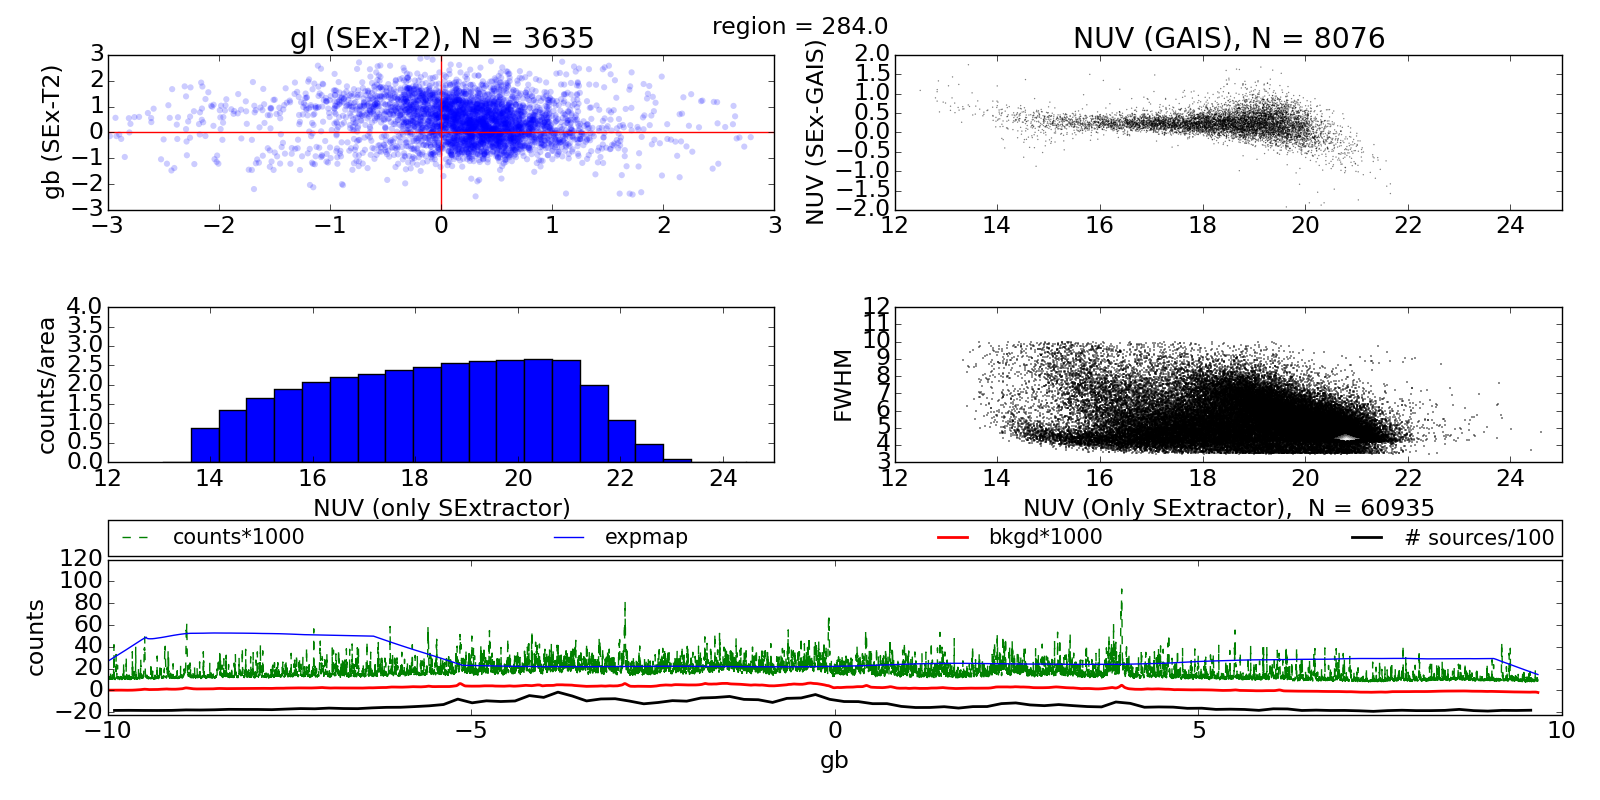 region = 284.0
gl (SEx-T2), N = 3635
gb (SEx-T2)
3
2
1
0
−1
−2
−3
−3 −2 −1 0 1 2 3
NUV (GAIS), N = 8076
NUV (SEx-GAIS)
2.0
1.5
1.0
0.5
0.0
−0.5
−1.0
−1.5
−2.0
12 14 16 18 20 22 24
counts/area
4.0
3.5
3.0
2.5
2.0
1.5
1.0
0.5
0.0
12 14 16 18 20 22 24
NUV (only SExtractor)
FWHM
12
11
10
9
8
7
6
5
4
3
12 14 16 18 20 22 24
NUV (Only SExtractor), N = 60935
counts*1000 expmap bkgd*1000 # sources/100
counts
120
100
80
60
40
20
0
−20
−10 −5 0 5 10
gb